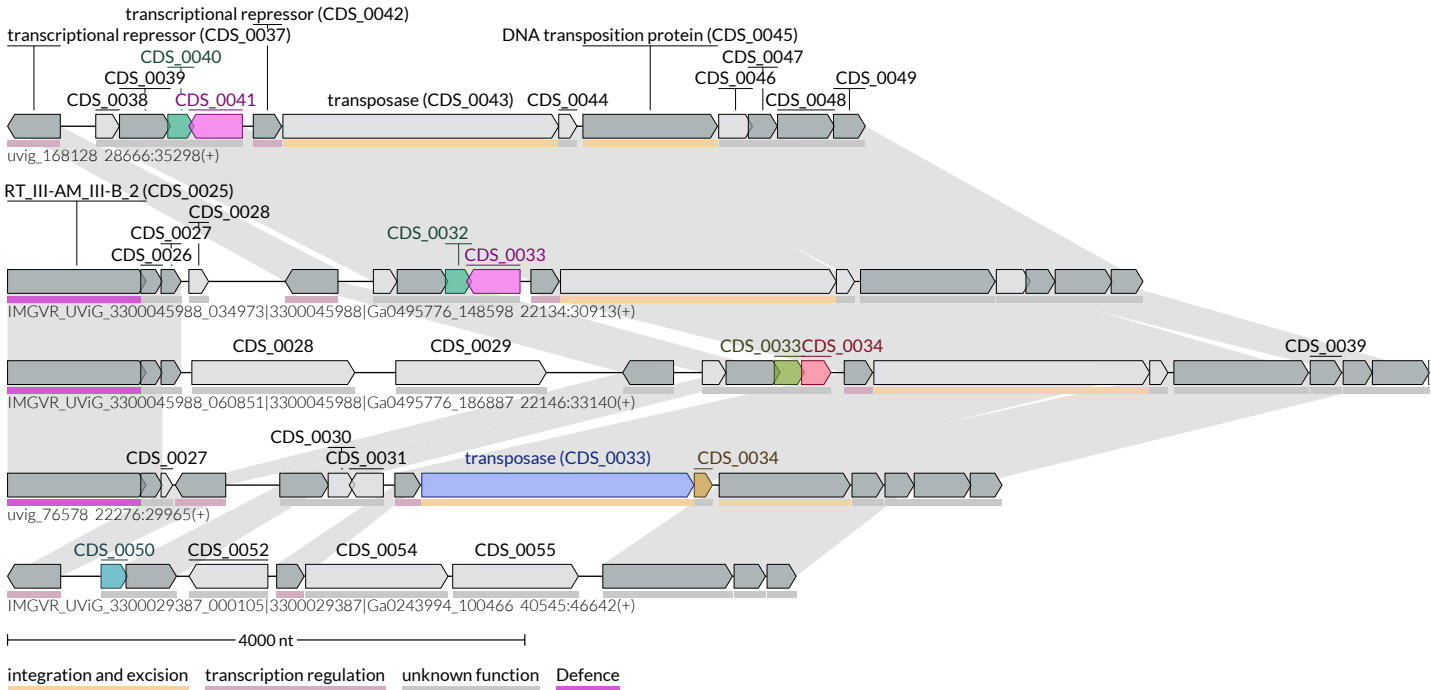 transcriptional repressor (CDS_0042)
transcriptional repressor (CDS_0037)
DNA transposition protein (CDS_0045)
CDS_0040
CDS_0047
CDS_0039
CDS_0046
CDS_0049
CDS_0038
CDS_0041
transposase (CDS_0043)
CDS_0044
CDS_0048
uvig_168128 28666:35298(+)
RT_III-AM_III-B_2 (CDS_0025)
CDS_0028
CDS_0027
CDS_0032
CDS_0026
CDS_0033
IMGVR_UViG_3300045988_034973|3300045988|Ga0495776_148598 22134:30913(+)
CDS_0028
CDS_0029
CDS_0033
CDS_0034
CDS_0039
IMGVR_UViG_3300045988_060851|3300045988|Ga0495776_186887 22146:33140(+)
CDS_0030
CDS_0027
CDS_0031
transposase (CDS_0033)
CDS_0034
uvig_76578 22276:29965(+)
CDS_0050
CDS_0052
CDS_0054
CDS_0055
IMGVR_UViG_3300029387_000105|3300029387|Ga0243994_100466 40545:46642(+)
4000 nt
integration and excision
transcription regulation
unknown function
Defence